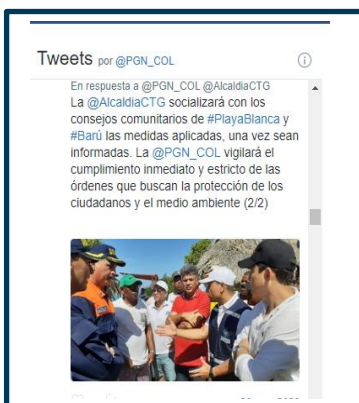 Tweets por @PGN_COL
En respuesta a @PGN_COL @AlcaldiaCTG
La @AlcaldiaCTG socializará con los
consejos comunitarios de #PlayaBlanca y
#Barú las medidas aplicadas, una vez sean
informadas. La @PGN_COL vigilará el
cumplimiento inmediato y estricto de las
órdenes que buscan la protección de los
ciudadanos y el medio ambiente (2/2)